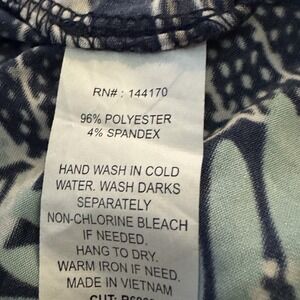 RN# : 144170
96% POLYESTER
4% SPANDEX
HAND WASH IN COLD
WATER. WASH DARKS
SEPARATELY
NON-CHLORINE BLEACH
IF NEEDED.
HANG TO DRY.
WARM IRON IF NEED.
MADE IN VIETNAM
CUT: